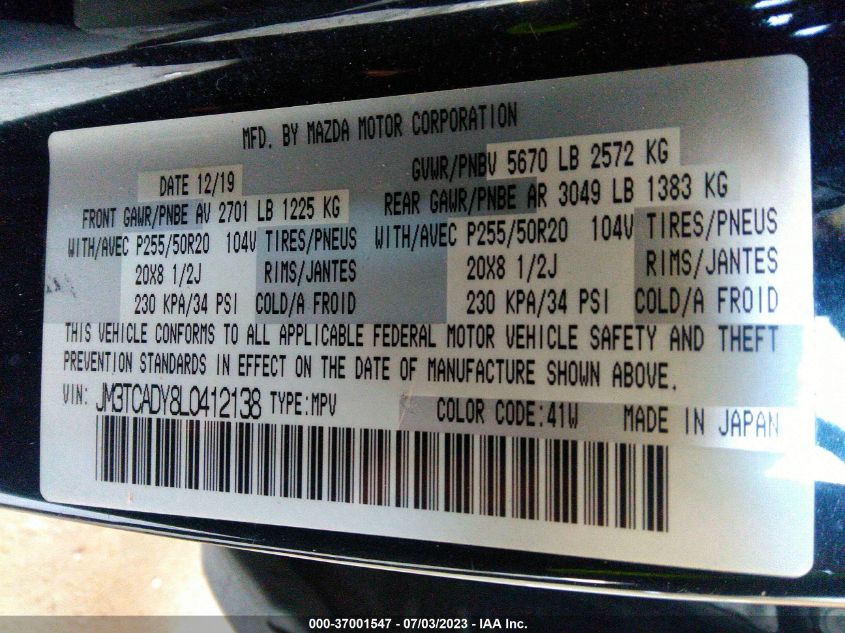 MFD. BY MAZDA MOTOR CORPORATION
DATE 12/19
GVWR/PNBV 5670 LB 2572 KG
FRONT GAWR/PNBE AV 2701 LB 1225 KG
REAR GAWR/PNBE AR 3049 LB 1383 KG
WITH/AVEC P255/50R20 104V TIRES/PNEUS
WITH/AVEC P255/50R20 104V TIRES/PNEUS
20X8 1/2J RIMS/JANTES
20X8 1/2J RIMS/JANTES
230 KPA/34 PSI COLD/A FROID
230 KPA/34 PSI COLD/A FROID
THIS VEHICLE CONFORMS TO ALL APPLICABLE FEDERAL MOTOR VEHICLE SAFETY AND THEFT
PREVENTION STANDARDS IN EFFECT ON THE DATE OF MANUFACTURE SHOWN ABOVE.
VIN: JM3TCADY8L0412138 TYPE:MPV COLOR CODE:41W MADE IN JAPAN
000-37001547 / 07/03/2023 - IAA Inc.